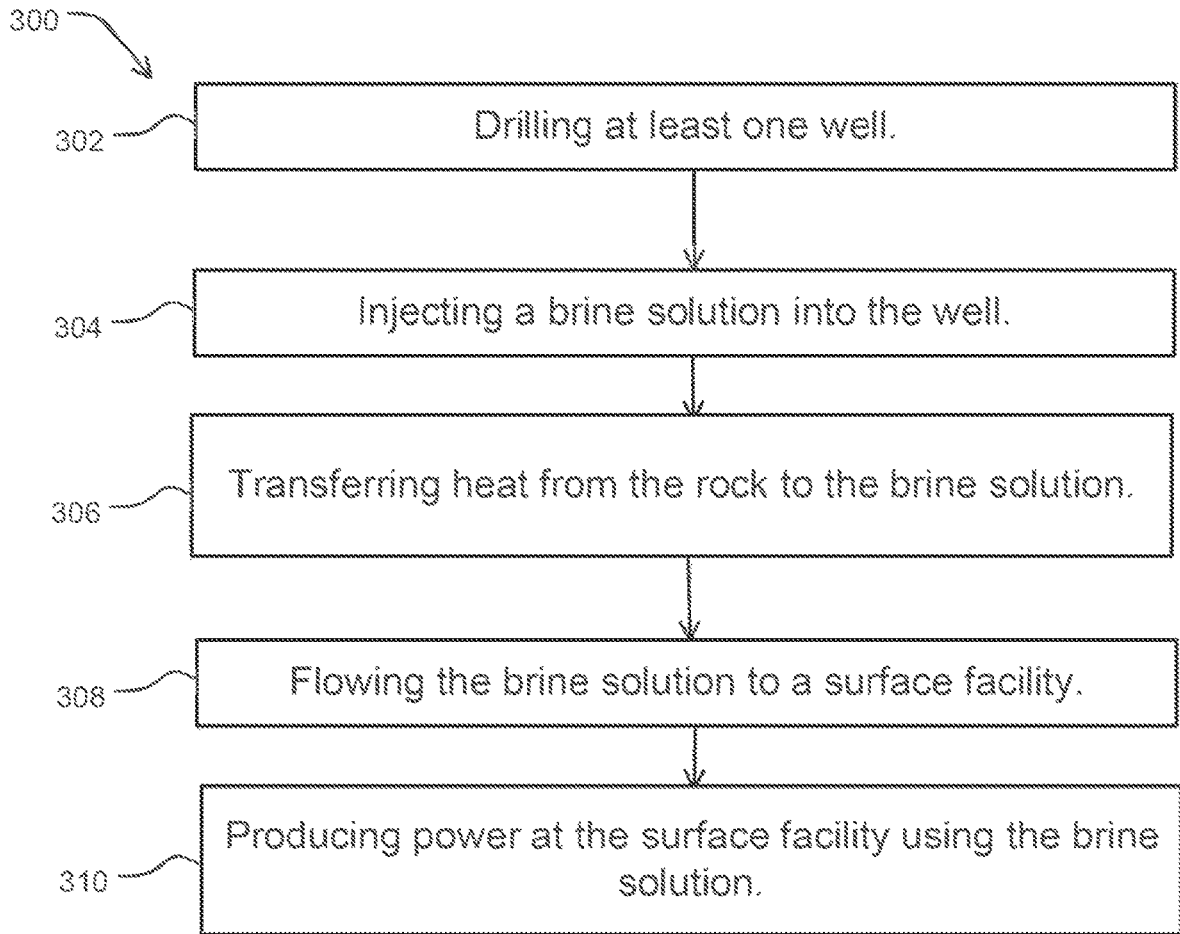 300
302
Drilling at least one well.
304
Injecting a brine solution into the well.
306
Transferring heat from the rock to the brine solution.
308
Flowing the brine solution to a surface facility.
310
Producing power at the surface facility using the brine
solution.